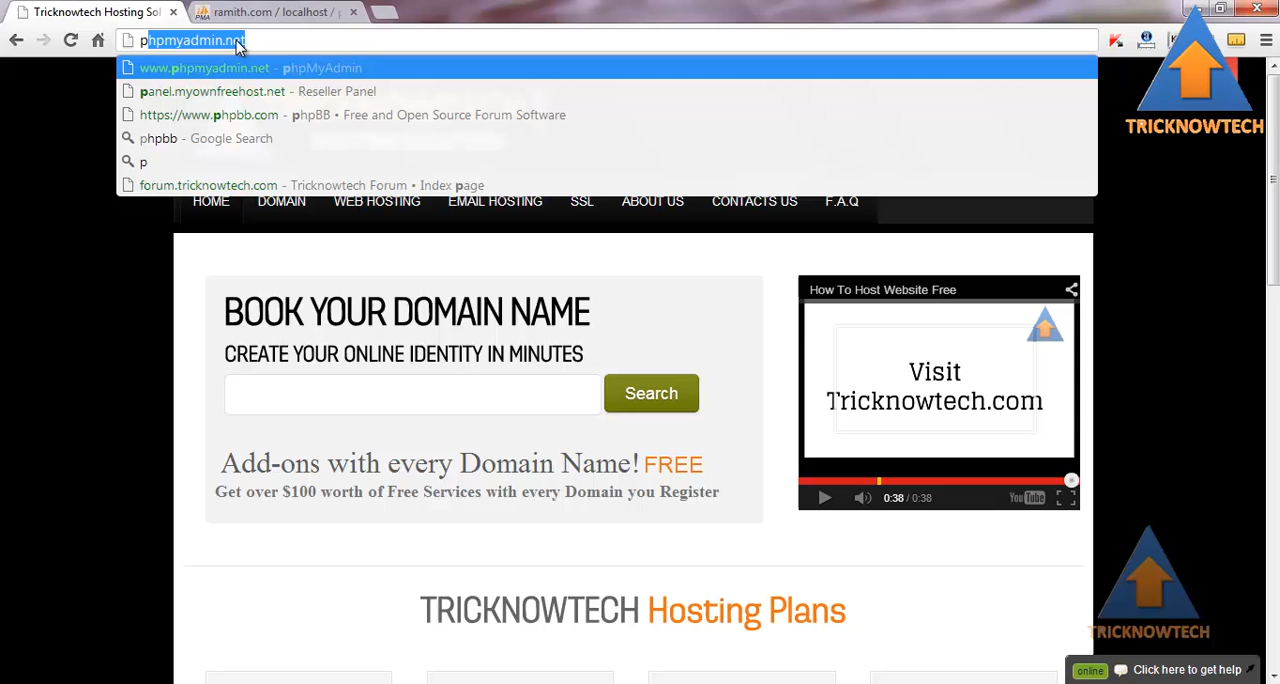 Tricknowtech Hosting Sol
ramith.com / localhost / p
phpmyadmin.net
www.phpmyadmin.net - phpMyAdmin
panel.myownfreehost.net - Reseller Panel
https://www.phpbb.com - phpBB • Free and Open Source Forum Software
phpbb - Google Search
p
forum.tricknowtech.com - Tricknowtech Forum • Index page
TRICKNOWTECH
HOME DOMAIN WEB HOSTING EMAIL HOSTING SSL ABOUT US CONTACTS US F.A.Q
BOOK YOUR DOMAIN NAME
CREATE YOUR ONLINE IDENTITY IN MINUTES
Search
Add-ons with every Domain Name! FREE
Get over $100 worth of Free Services with every Domain you Register
How To Host Website Free
Visit
Tricknowtech.com
0:38 / 0:38
YouTube
TRICKNOWTECH Hosting Plans
TRICKNOWTECH
online Click here to get help